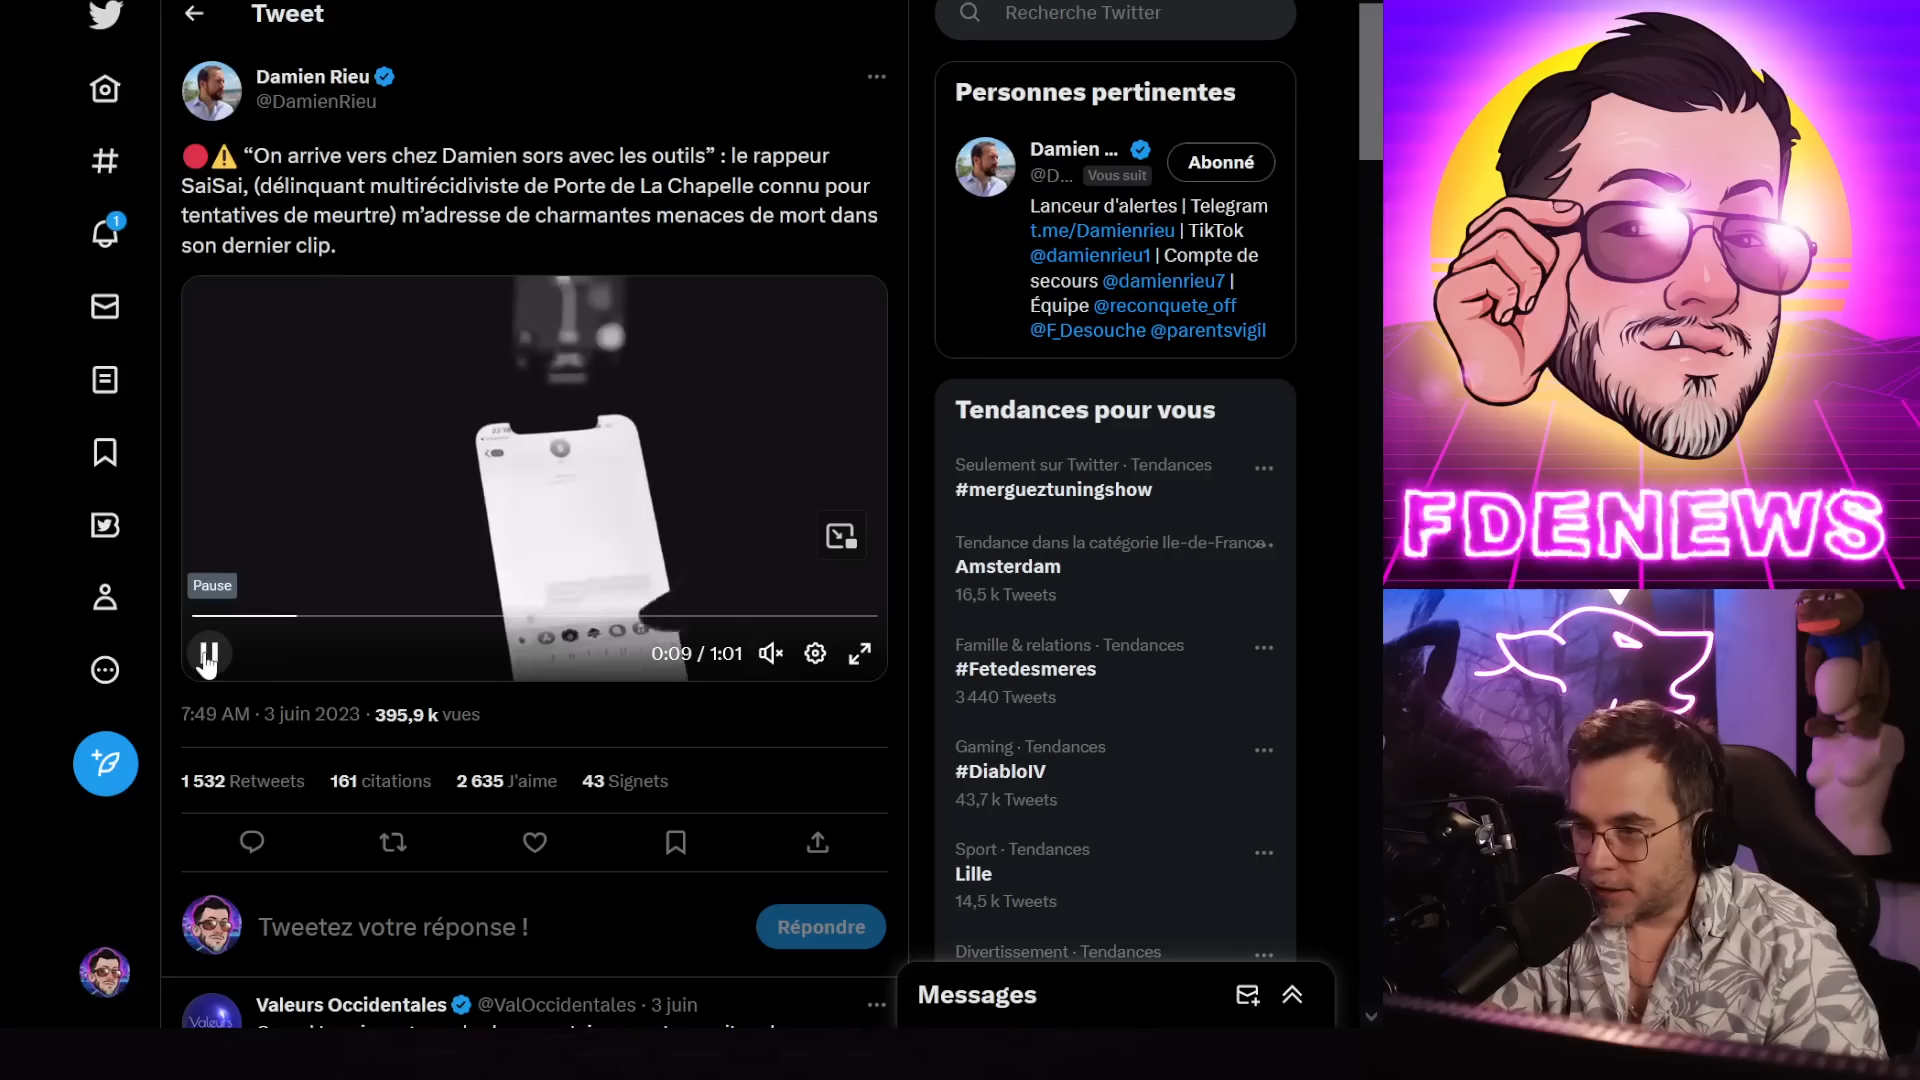 Tweet
Damien Rieu
@DamienRieu
“On arrive vers chez Damien sors avec les outils” : le rappeur
SaiSai, (délinquant multirécidiviste de Porte de La Chapelle connu pour
tentatives de meurtre) m’adresse de charmantes menaces de mort dans
son dernier clip.
Pause
0:09 / 1:01
7:49 AM · 3 juin 2023 · 395,9 k vues
1 532 Retweets 161 citations 2 635 J'aime 43 Signets
Tweetez votre réponse !
Répondre
Valeurs Occidentales @ValOccidentales · 3 juin
Valeurs
1
Recherche Twitter
Personnes pertinentes
Damien ...
Abonné
@D... Vous suit
Lanceur d'alertes | Telegram
t.me/Damienrieu | TikTok
@damienrieu1 | Compte de
secours @damienrieu7 |
Équipe @reconquete_off
@F_Desouche @parentsvigil
Tendances pour vous
Seulement sur Twitter · Tendances
#mergueztuningshow
Tendance dans la catégorie Ile-de-France
Amsterdam
16,5 k Tweets
Famille & relations · Tendances
#Fetedesmeres
3 440 Tweets
Gaming · Tendances
#DiabloIV
43,7 k Tweets
Sport · Tendances
Lille
14,5 k Tweets
Divertissement · Tendances
Messages
FDENEWS